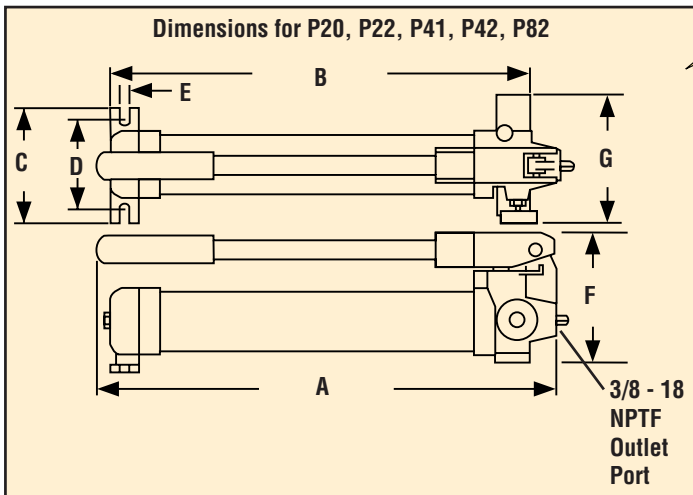 Dimensions for P20, P22, P41, P42, P82
B
E
C
D
G
F
A
3/8 - 18
NPTF
Outlet
Port